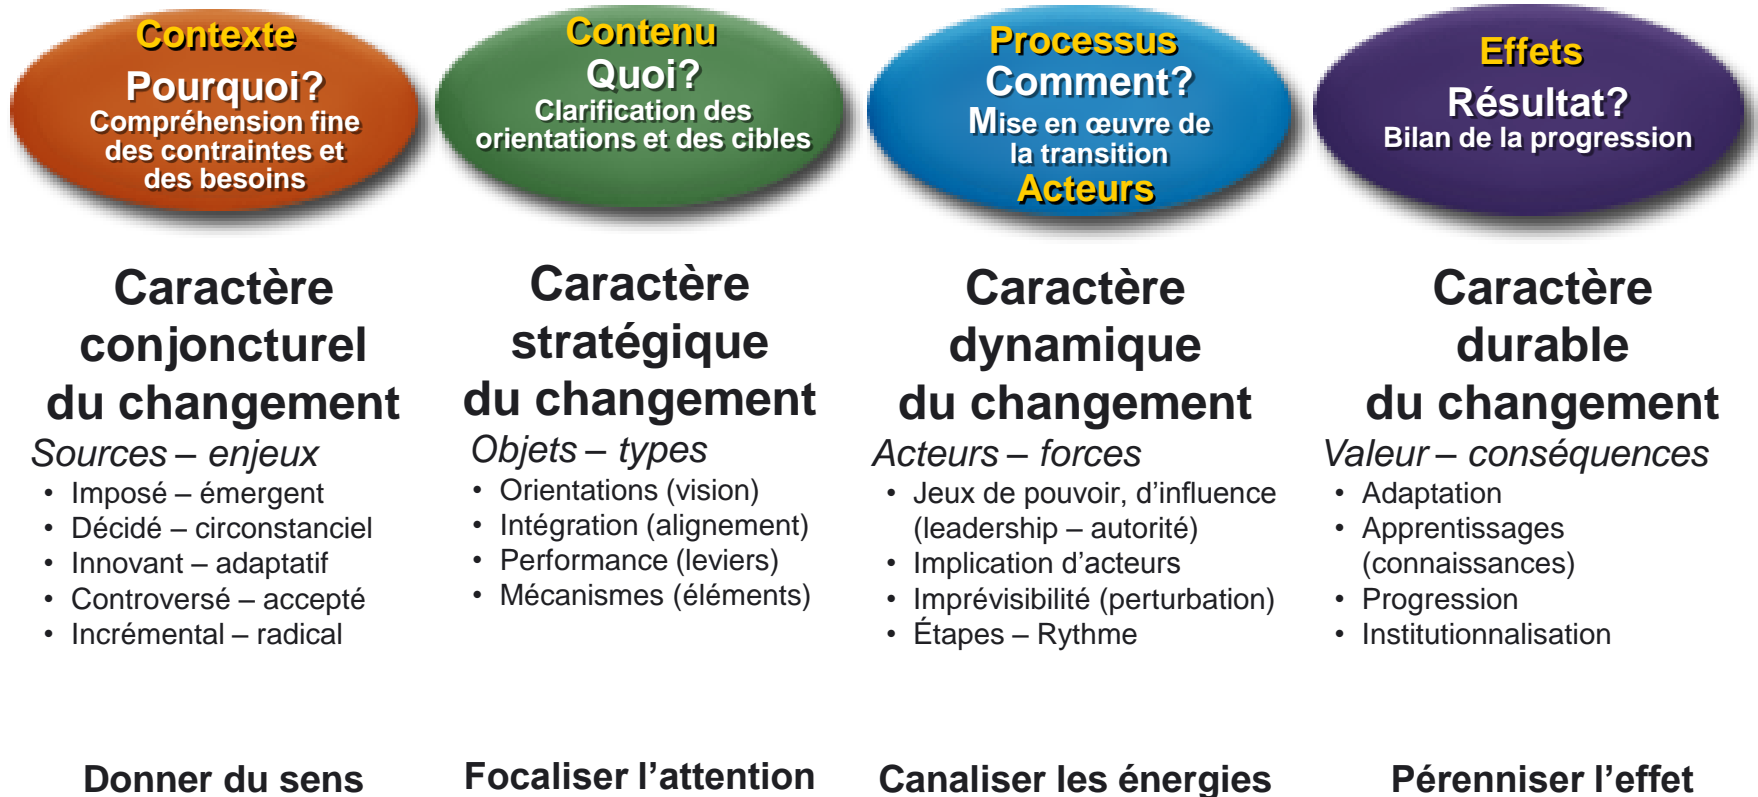 Contexte
Pourquoi?
Compréhension fine
des contraintes et
des besoins
Caractère
conjoncturel
du changement
Sources – enjeux
• Imposé – émergent
• Décidé – circonstanciel
• Innovant – adaptatif
• Controversé – accepté
• Incrémental – radical
Donner du sens
Contenu
Quoi?
Clarification des
orientations et des cibles
Caractère
stratégique
du changement
Objets – types
• Orientations (vision)
• Intégration (alignement)
• Performance (leviers)
• Mécanismes (éléments)
Focaliser l’attention
Processus
Comment?
Mise en œuvre de
la transition
Acteurs
Caractère
dynamique
du changement
Acteurs – forces
• Jeux de pouvoir, d’influence
(leadership – autorité)
• Implication d’acteurs
• Imprévisibilité (perturbation)
• Étapes – Rythme
Canaliser les énergies
Effets
Résultat?
Bilan de la progression
Caractère
durable
du changement
Valeur – conséquences
• Adaptation
• Apprentissages
(connaissances)
• Progression
• Institutionnalisation
Pérenniser l’effet